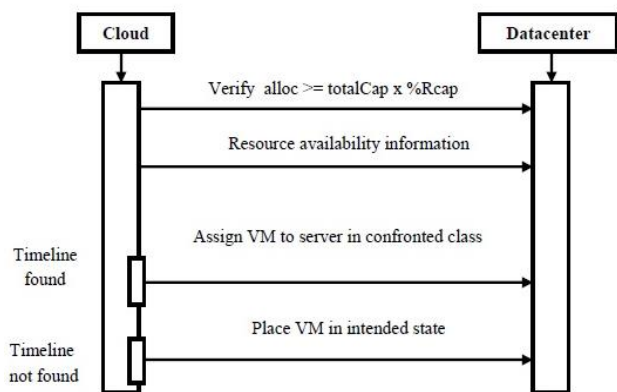 Cloud
Datacenter
Verify alloc >= totalCap x %Rcap
Resource availability information
Assign VM to server in confronted class
Timeline
found
Place VM in intended state
Timeline
not found